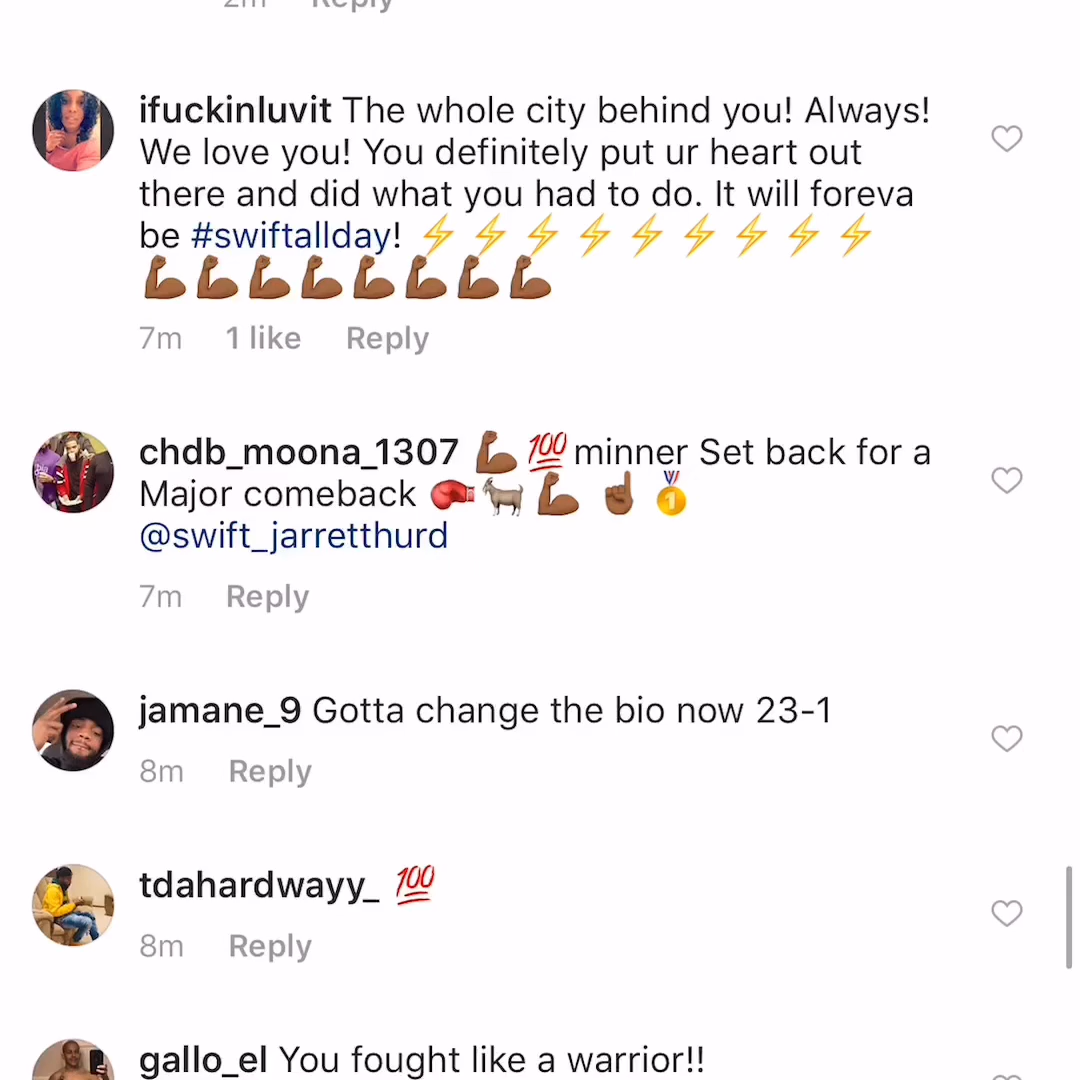 2m Reply
ifuckinluvit The whole city behind you! Always!
We love you! You definitely put ur heart out
there and did what you had to do. It will foreva
be #swiftallday! ⚡⚡⚡⚡⚡⚡⚡⚡⚡
💪🏾💪🏾💪🏾💪🏾💪🏾💪🏾💪🏾💪🏾
7m 1 like Reply
chdb_moona_1307 💪🏾💯minner Set back for a
Major comeback 🥊🐐💪🏾☝🏾🥇
@swift_jarretthurd
7m Reply
jamane_9 Gotta change the bio now 23-1
8m Reply
tdahardwayy_ 💯
8m Reply
gallo_el You fought like a warrior!!